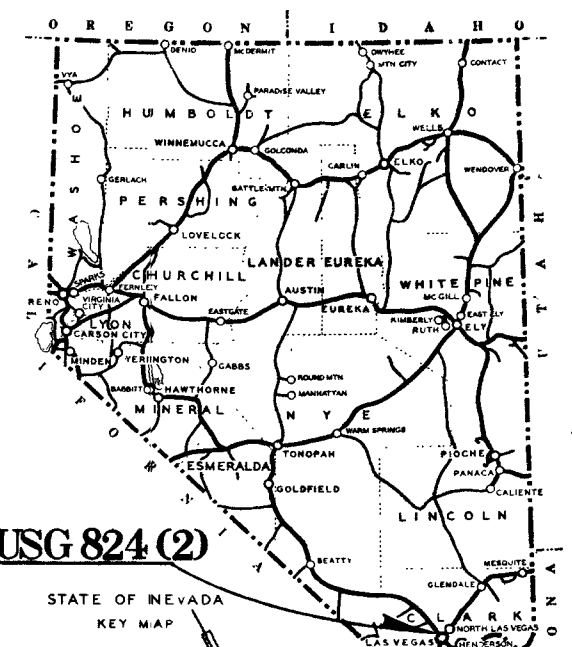 OREGON IDAHO
DENIO McDERMIT OWYHEE
MTN CITY CONTACT
VYA
PARADISE VALLEY
HUMBOLDT ELKO
WELLS
WINNEMUCCA GOLCONDA
CARLIN ELKO WENDOVER
WASHOE
GERLACH BATTLE MTN
PERSHING
LOVELOCK
UTAH
LANDER EUREKA
CHURCHILL
WHITE PINE
SPARKS FERNLEY
RENO VIRGINIA CITY FALLON AUSTIN EUREKA McGILL
EASTGATE KIMBERLY EAST ELY
LYON RUTH ELY
CARSON CITY
MINDEN YERINGTON
GABBS
ROUND MTN
BABBITT HAWTHORNE MANHATTAN
MINERAL NYE
WARM SPRINGS
TONOPAH PIOCHE
ESMERALDA PANACA
GOLDFIELD CALIENTE
LINCOLN
USG 824 (2)
BEATTY MESQUITE
GLENDALE
STATE OF NEVADA
KEY MAP
CLARK
NORTH LAS VEGAS
LAS VEGAS HENDERSON